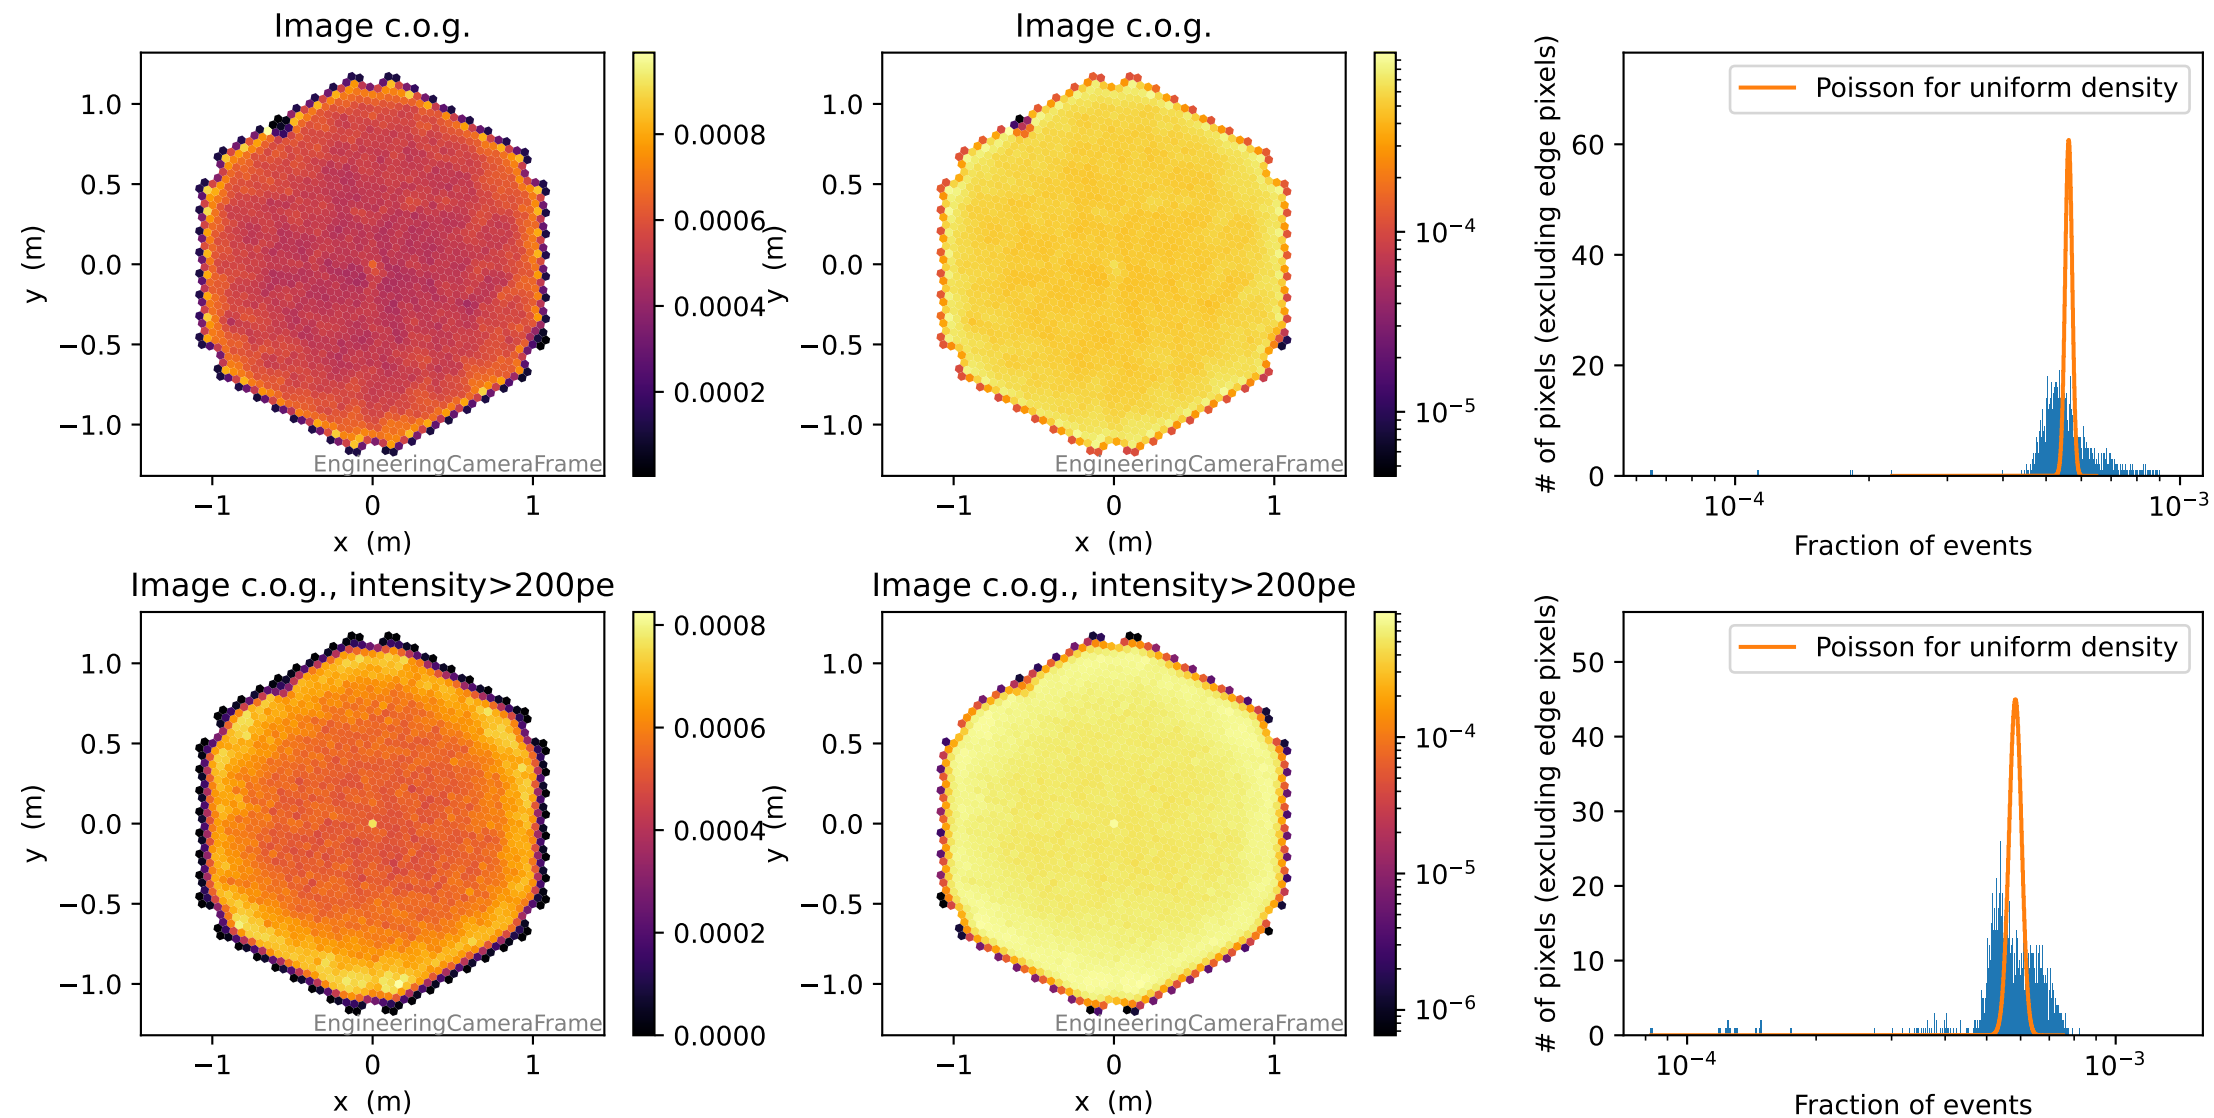 Image c.o.g.
1.0
0.5
0.0
−0.5
−1.0
y (m)
−1
0
1
x (m)
EngineeringCameraFrame
0.0008
0.0006
0.0004
0.0002
Image c.o.g.
1.0
0.5
0.0
−0.5
−1.0
y (m)
−1
0
1
x (m)
EngineeringCameraFrame
10−4
10−5
# of pixels (excluding edge pixels)
60
40
20
0
Poisson for uniform density
10−4
10−3
Fraction of events
Image c.o.g., intensity>200pe
1.0
0.5
0.0
−0.5
−1.0
y (m)
−1
0
1
x (m)
EngineeringCameraFrame
0.0008
0.0006
0.0004
0.0002
0.0000
Image c.o.g., intensity>200pe
1.0
0.5
0.0
−0.5
−1.0
y (m)
−1
0
1
x (m)
EngineeringCameraFrame
10−4
10−5
10−6
# of pixels (excluding edge pixels)
50
40
30
20
10
0
Poisson for uniform density
10−4
10−3
Fraction of events